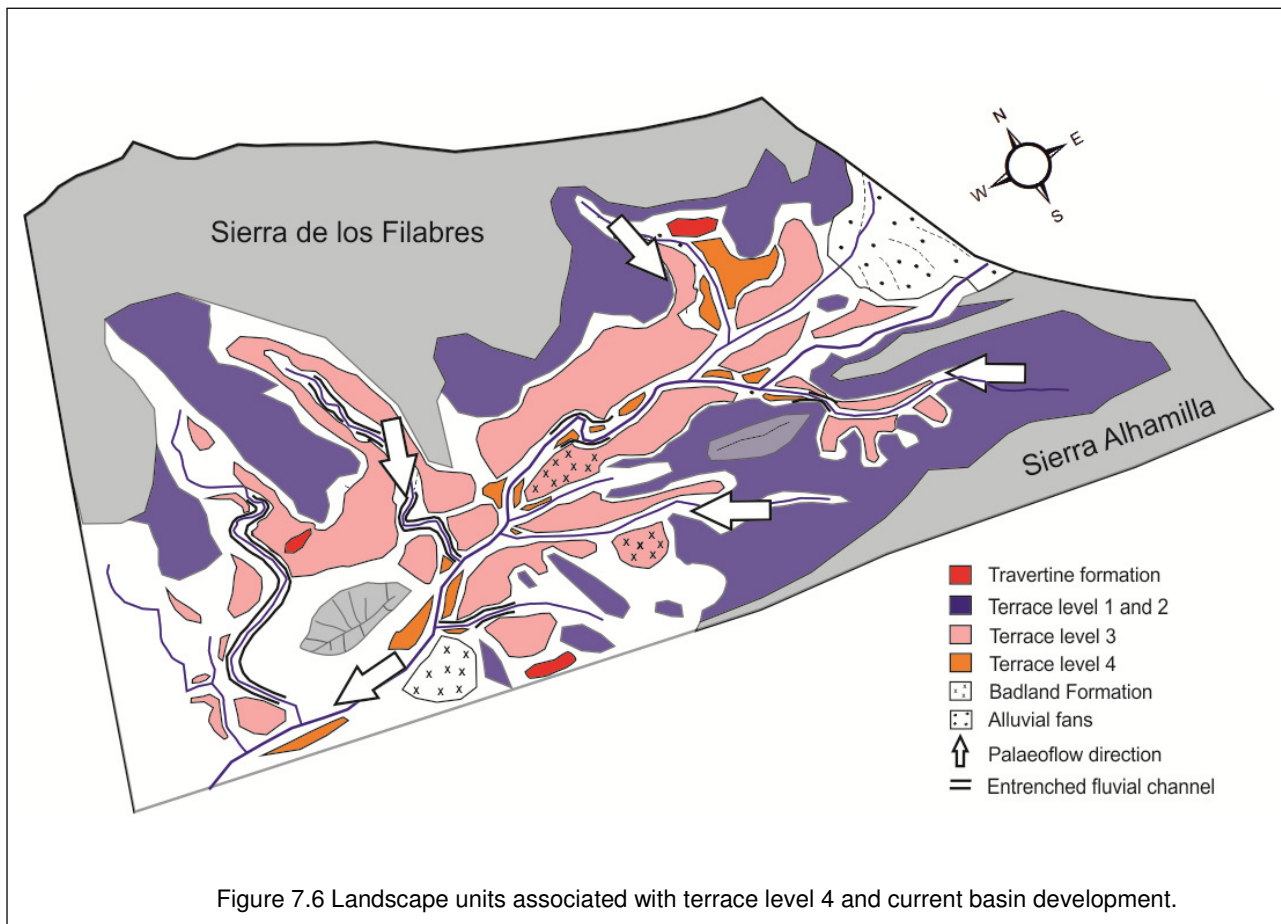 N
E
W
S
Sierra de los Filabres
Sierra Alhamilla
Travertine formation
Terrace level 1 and 2
Terrace level 3
Terrace level 4
Badland Formation
Alluvial fans
Palaeoflow direction
Entrenched fluvial channel
Figure 7.6 Landscape units associated with terrace level 4 and current basin development.